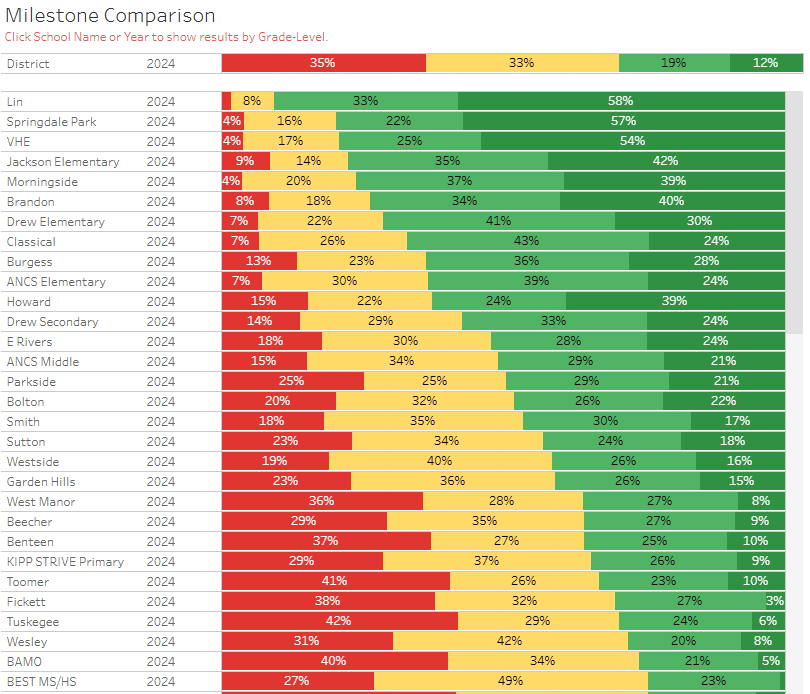 Milestone Comparison
Click School Name or Year to show results by Grade-Level.
District 2024 35% 33% 19% 12%
Lin 2024 8% 33% 58%
Springdale Park 2024 4% 16% 22% 57%
VHE 2024 4% 17% 25% 54%
Jackson Elementary 2024 9% 14% 35% 42%
Morningside 2024 4% 20% 37% 39%
Brandon 2024 8% 18% 34% 40%
Drew Elementary 2024 7% 22% 41% 30%
Classical 2024 7% 26% 43% 24%
Burgess 2024 13% 23% 36% 28%
ANCS Elementary 2024 7% 30% 39% 24%
Howard 2024 15% 22% 24% 39%
Drew Secondary 2024 14% 29% 33% 24%
E Rivers 2024 18% 30% 28% 24%
ANCS Middle 2024 15% 34% 29% 21%
Parkside 2024 25% 25% 29% 21%
Bolton 2024 20% 32% 26% 22%
Smith 2024 18% 35% 30% 17%
Sutton 2024 23% 34% 24% 18%
Westside 2024 19% 40% 26% 16%
Garden Hills 2024 23% 36% 26% 15%
West Manor 2024 36% 28% 27% 8%
Beecher 2024 29% 35% 27% 9%
Benteen 2024 37% 27% 25% 10%
KIPP STRIVE Primary 2024 29% 37% 26% 9%
Toomer 2024 41% 26% 23% 10%
Fickett 2024 38% 32% 27% 3%
Tuskegee 2024 42% 29% 24% 6%
Wesley 2024 31% 42% 20% 8%
BAMO 2024 40% 34% 21% 5%
BEST MS/HS 2024 27% 49% 23%